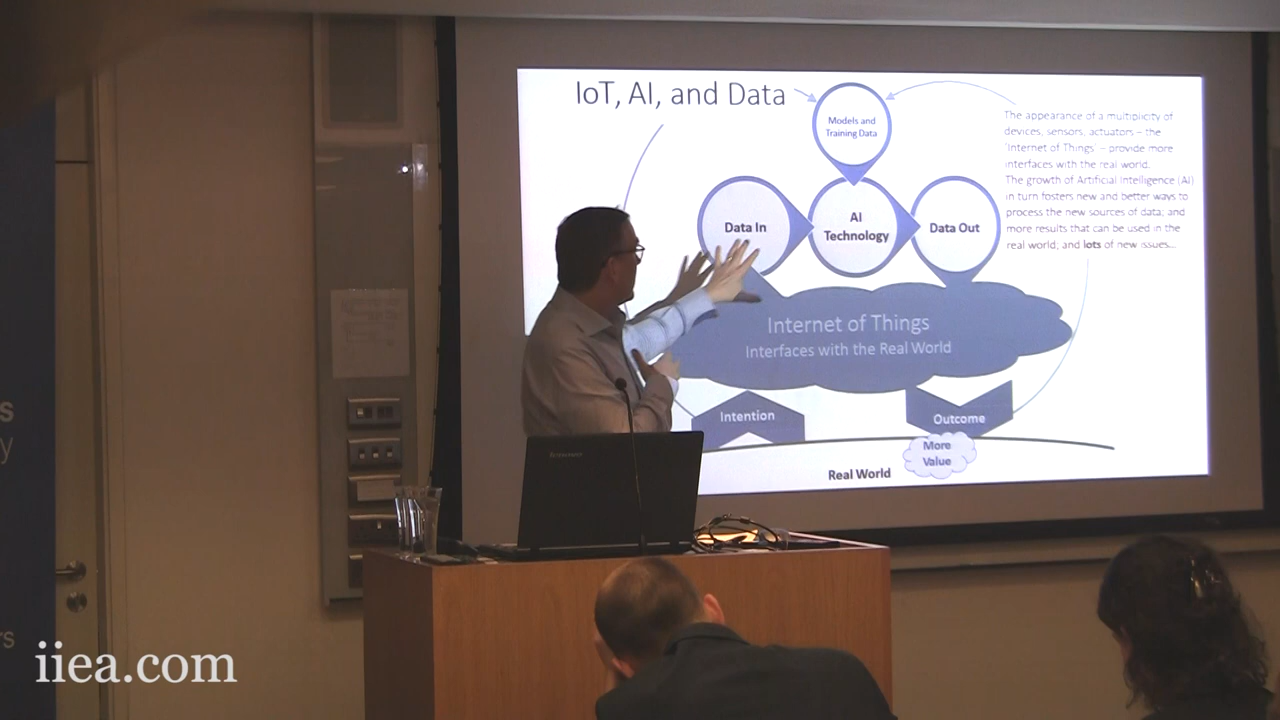 IoT, AI, and Data
Models and
Training Data
The appearance of a multiplicity of
devices, sensors, actuators – the
'Internet of Things' – provide more
interfaces with the real world.
The growth of Artificial Intelligence (AI)
in turn fosters new and better ways to
process the new sources of data; and
more results that can be used in the
real world; and lots of new issues...
Data In
AI
Technology
Data Out
Internet of Things
Interfaces with the Real World
Intention
Outcome
More
Value
Real World
s
y
rs
iiea.com